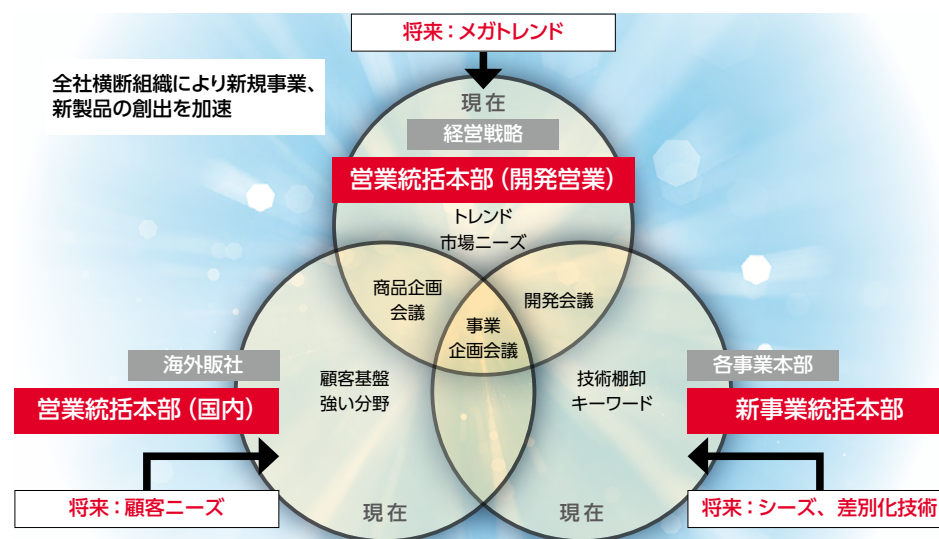 将来：メガトレンド
全社横断組織により新規事業、
新製品の創出を加速
現在
経営戦略
営業統括本部（開発営業）
トレンド
市場ニーズ
商品企画
会議
開発会議
事業
企画会議
海外販社
営業統括本部（国内）
顧客基盤
強い分野
技術棚卸
キーワード
各事業本部
新事業統括本部
将来：顧客ニーズ
現在
現在
将来：シーズ、差別化技術